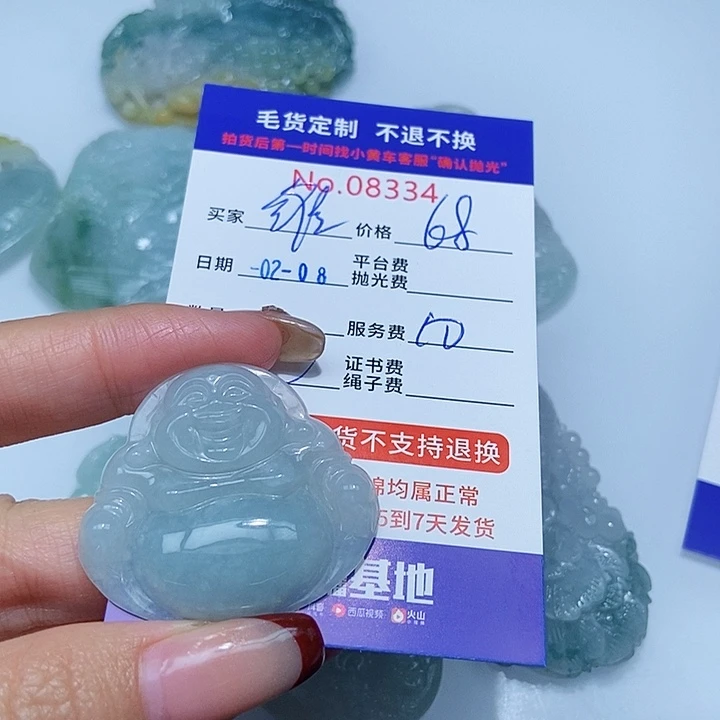 毛货定制 不退不换
拍货后第一时间找小黄车客服"确认抛光"
No.08334
买家 价格 68
日期 -02-08 平台费
抛光费
服务费
证书费
绳子费
货不支持退换
棉均属正常
5到7天发货
基地
西瓜视频 火山